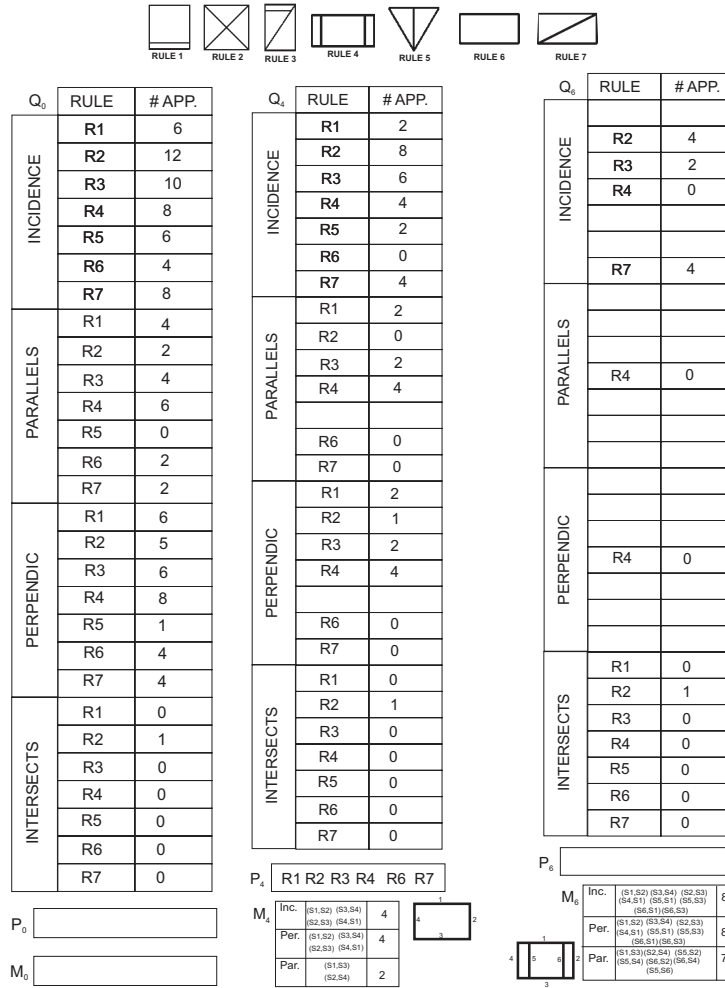 RULE 1 RULE 2 RULE 3 RULE 4 RULE 5 RULE 6 RULE 7
Q0 RULE # APP.
INCIDENCE
R1 6
R2 12
R3 10
R4 8
R5 6
R6 4
R7 8
PARALLELS
R1 4
R2 2
R3 4
R4 6
R5 0
R6 2
R7 2
PERPENDIC
R1 6
R2 5
R3 6
R4 8
R5 1
R6 4
R7 4
INTERSECTS
R1 0
R2 1
R3 0
R4 0
R5 0
R6 0
R7 0
P0
M0
Q4 RULE # APP.
INCIDENCE
R1 2
R2 8
R3 6
R4 4
R5 2
R6 0
R7 4
PARALLELS
R1 2
R2 0
R3 2
R4 4
R6 0
R7 0
PERPENDIC
R1 2
R2 1
R3 2
R4 4
R6 0
R7 0
INTERSECTS
R1 0
R2 1
R3 0
R4 0
R5 0
R6 0
R7 0
P4 R1 R2 R3 R4 R6 R7
M4
Inc. (S1,S2) (S3,S4) 4
(S2,S3) (S4,S1)
Per. (S1,S2) (S3,S4) 4
(S2,S3) (S4,S1)
Par. (S1,S3)
(S2,S4) 2
1
4 2
3
Q6 RULE # APP.
INCIDENCE
R2 4
R3 2
R4 0
R7 4
PARALLELS
R4 0
PERPENDIC
R4 0
INTERSECTS
R1 0
R2 1
R3 0
R4 0
R5 0
R6 0
R7 0
P6
M6
Inc. (S1,S2) (S3,S4) (S2,S3) 8
(S4,S1) (S5,S1) (S5,S3)
(S6,S1)(S6,S3)
Per. (S1,S2) (S3,S4) (S2,S3) 8
(S4,S1) (S5,S1) (S5,S3)
(S6,S1)(S6,S3)
Par. (S1,S3)(S2,S4) (S5,S2) 7
(S5,S4) (S6,S2)(S6,S4)
(S5,S6)
1
4 5 6 2
3